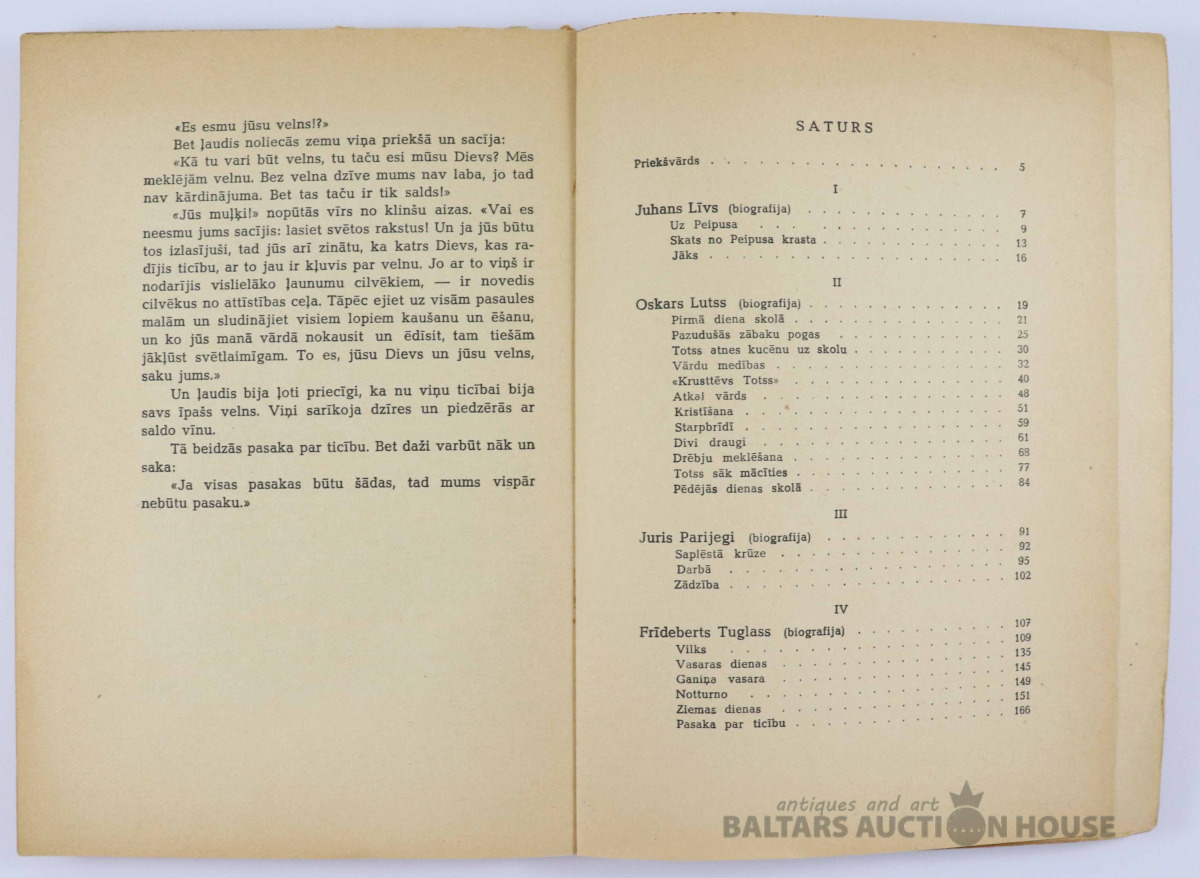 «Es esmu jūsu velns!?»
Bet ļaudis noliecās zemu viņa priekšā un sacīja:
«Kā tu vari būt velns, tu taču esi mūsu Dievs? Mēs
meklējām velnu. Bez velna dzīve mums nav laba, jo tad
nav kārdinājuma. Bet tas taču ir tik salds!»
«Jūs muļķi!» nopūtās vīrs no klinšu aizas. «Vai es
neesmu jums sacījis: lasiet svētos rakstus! Un ja jūs būtu
tos izlasījuši, tad jūs arī zinātu, ka katrs Dievs, kas ra-
dījis ticību, ar to jau ir kļuvis par velnu. Jo ar to viņš ir
nodarījis vislielāko ļaunumu cilvēkiem, — ir novedis
cilvēkus no attīstības ceļa. Tāpēc ejiet uz visām pasaules
malām un sludinājiet visiem lopiem kaušanu un ēšanu,
un ko jūs manā vārdā nokausit un ēdīsit, tam tiešām
jākļūst svētlaimīgam. To es, jūsu Dievs un jūsu velns,
saku jums.»
Un ļaudis bija ļoti priecīgi, ka nu viņu ticībai bija
savs īpašs velns. Viņi sarīkoja dzīres un piedzērās ar
saldo vīnu.
Tā beidzās pasaka par ticību. Bet daži varbūt nāk un
saka:
«Ja visas pasakas būtu šādas, tad mums vispār
nebūtu pasaku.»
SATURS
Priekšvārds . . . . . . . . . . . . . . . . . . 5
I
Juhans Līvs (biografija) . . . . . . . . . . . . 7
Uz Peipusa . . . . . . . . . . . . . . . . 9
Skats no Peipusa krasta . . . . . . . . . . . 13
Jāks . . . . . . . . . . . . . . . . . . 16
II
Oskars Lutss (biografija) . . . . . . . . . . . . 19
Pirmā diena skolā . . . . . . . . . . . . . 21
Pazudušās zābaku pogas . . . . . . . . . . . 25
Totss atnes kucēnu uz skolu . . . . . . . . . 30
Vārdu medības . . . . . . . . . . . . . . 32
«Krusttēvs Totss» . . . . . . . . . . . . . 40
Atkal vārds . . . . . . . . . . . . . . . 48
Kristīšana . . . . . . . . . . . . . . . . 51
Starpbrīdī . . . . . . . . . . . . . . . . 59
Divi draugi . . . . . . . . . . . . . . . 61
Drēbju meklēšana . . . . . . . . . . . . . 68
Totss sāk mācīties . . . . . . . . . . . . . 77
Pēdējās dienas skolā . . . . . . . . . . . . 84
III
Juris Parijegi (biografija) . . . . . . . . . . . 91
Saplēstā krūze . . . . . . . . . . . . . . 92
Darbā . . . . . . . . . . . . . . . . . 95
Zādzība . . . . . . . . . . . . . . . . . 102
IV
Frīdeberts Tuglass (biografija) . . . . . . . . . 107
Vilks . . . . . . . . . . . . . . . . . 109
Vasaras dienas . . . . . . . . . . . . . . 135
Ganiņa vasara . . . . . . . . . . . . . . 145
Notturno . . . . . . . . . . . . . . . . 149
Ziemas dienas . . . . . . . . . . . . . . 151
Pasaka par ticību . . . . . . . . . . . . . 166
antiques and art
BALTARS AUCTION HOUSE